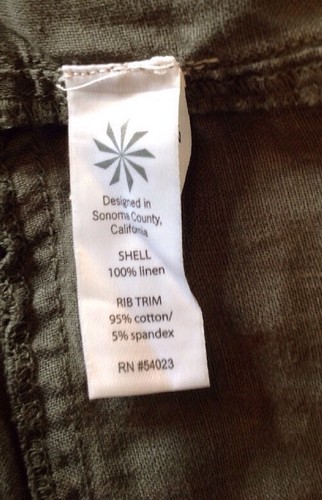 Designed in
Sonoma County,
California
SHELL
100% linen
RIB TRIM
95% cotton/
5% spandex
RN #54023